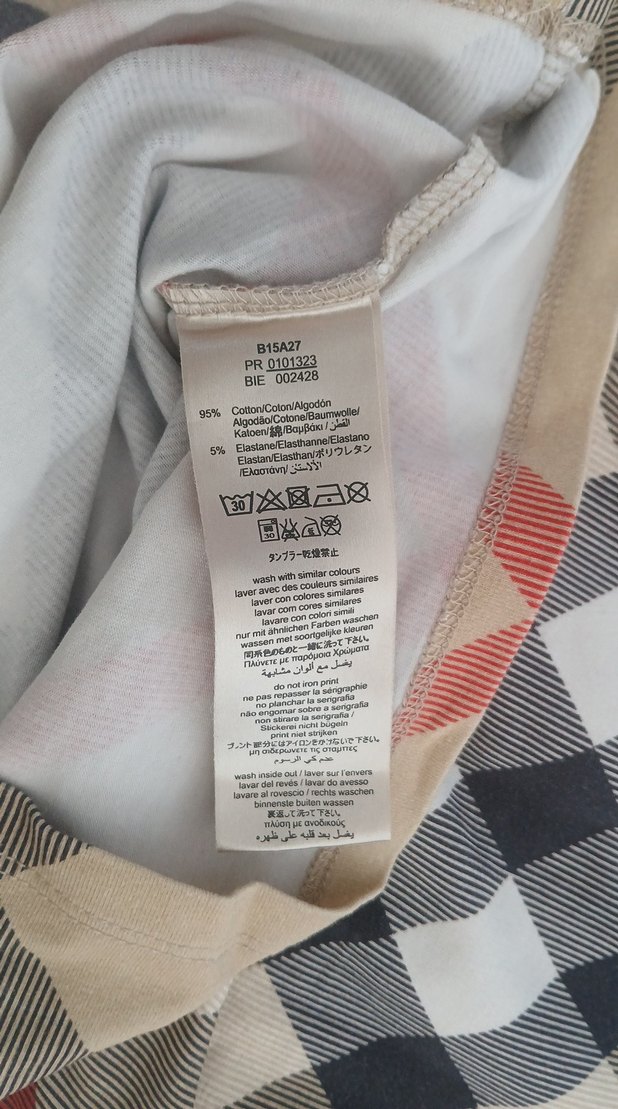 B15A27
PR 0101323
BIE 002428
95% Cotton/Coton/Algodón
Algodão/Cotone/Baumwolle/
Katoen/綿/Βαμβάκι/القطن
5% Elastane/Elasthanne/Elastano
Elastan/Elasthan/ポリウレタン
/Ελαστάνη/
30
30
タンブラー乾燥禁止
wash with similar colours
laver avec des couleurs similaires
lavar con colores similares
lavar com cores similares
lavare con colori simili
nur mit ähnlichen Farben waschen
wassen met soortgelijke kleuren
同系色のものと一緒に洗って下さい。
Πλύνετε με παρόμοια Χρώματα
يغسل مع ألوان مشابهة
do not iron print
ne pas repasser la sérigraphie
no planchar la serigrafia
não engomar sobre a serigrafia
non stirare la serigrafia /
Stickerei nicht bügeln
print niet strijken
プリント部分にはアイロンをかけないで下さい。
μη σιδερώνετε τις στάμπες
عدم كي الرسوم
wash inside out / laver sur l'envers
lavar del revés / lavar do avesso
lavare al rovescio / rechts waschen
binnenste buiten wassen
裏返して洗って下さい。
πλύση με ανοδικούς
يغسل بعد قلبه على ظهره